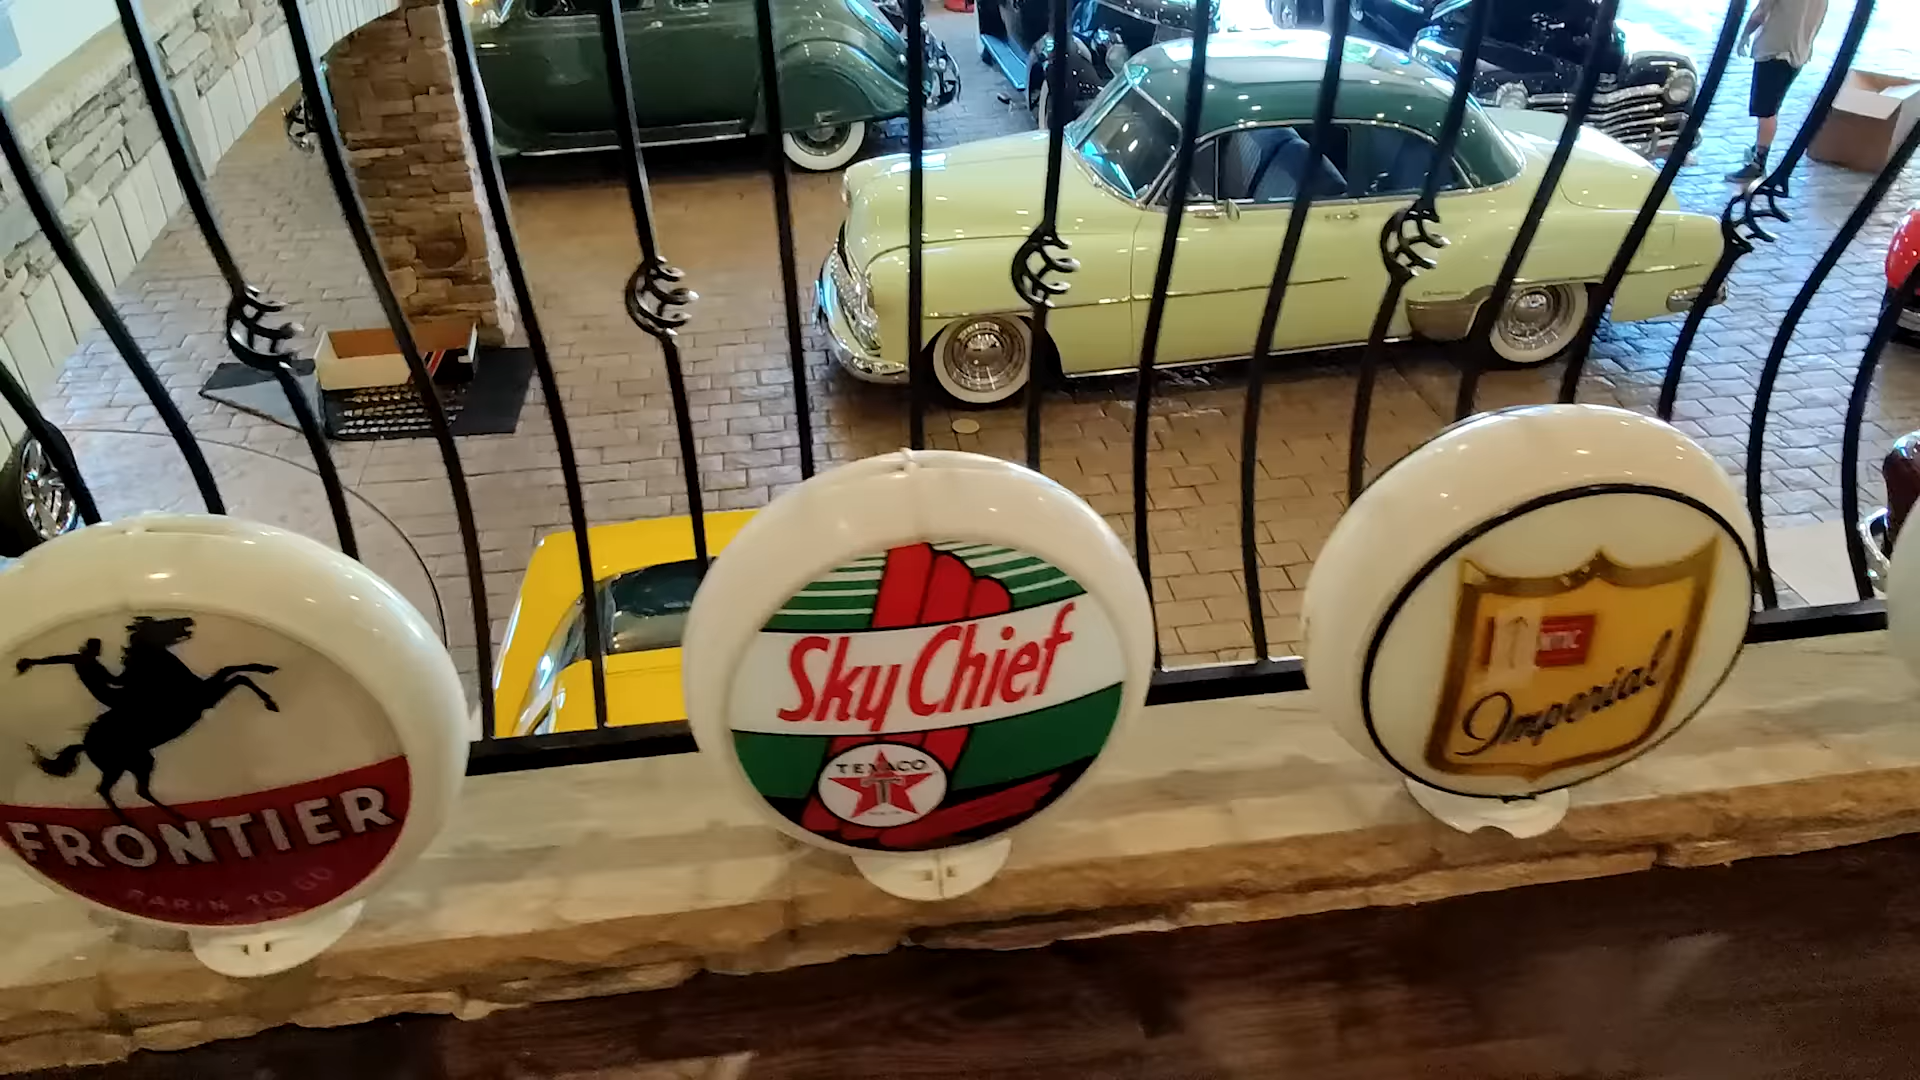 FRONTIER
RARIN' TO GO
Sky Chief
TEXACO
T
Imperial